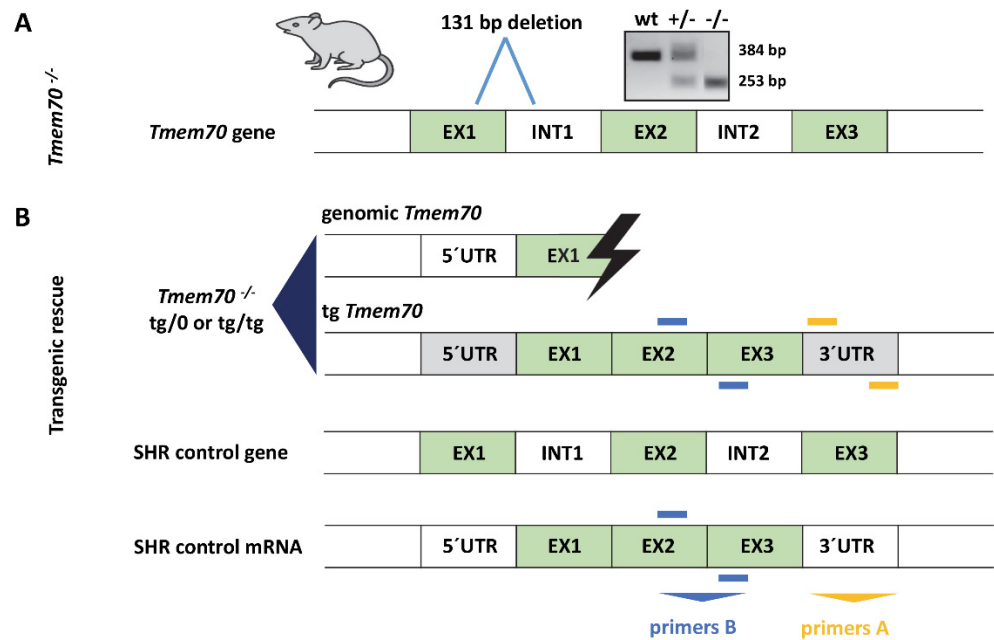 A
Tmem70 -/-
131 bp deletion
wt +/- -/-
384 bp
253 bp
Tmem70 gene
EX1 INT1 EX2 INT2 EX3
B
Transgenic rescue
genomic Tmem70
5´UTR EX1
Tmem70 -/-
tg/0 or tg/tg
tg Tmem70
5´UTR EX1 EX2 EX3 3´UTR
SHR control gene
EX1 INT1 EX2 INT2 EX3
SHR control mRNA
5´UTR EX1 EX2 EX3 3´UTR
primers B primers A